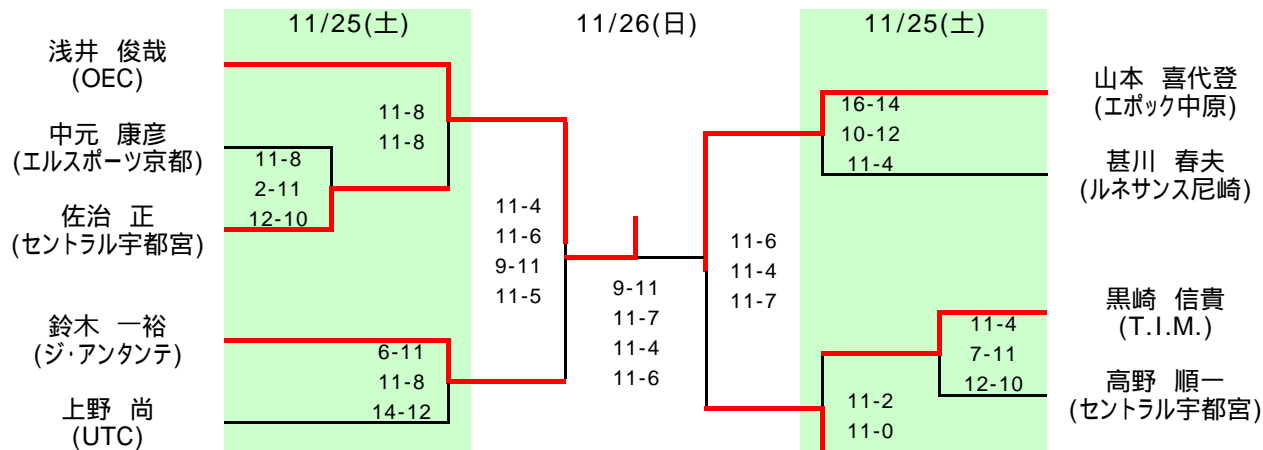 11/25(土)
11/26(日)
11/25(土)
浅井 俊哉
(OEC)
中元 康彦
(エルスポーツ京都)
佐治 正
(セントラル宇都宮)
鈴木 一裕
(ジ・アンタンテ)
上野 尚
(UTC)
11-8
11-8
11-8
2-11
12-10
6-11
11-8
14-12
11-4
11-6
9-11
11-5
9-11
11-7
11-4
11-6
11-6
11-4
11-7
16-14
10-12
11-4
11-4
7-11
12-10
11-2
11-0
山本 喜代登
(エポック中原)
甚川 春夫
(ルネサンス尼崎)
黒崎 信貴
(T.I.M.)
高野 順一
(セントラル宇都宮)